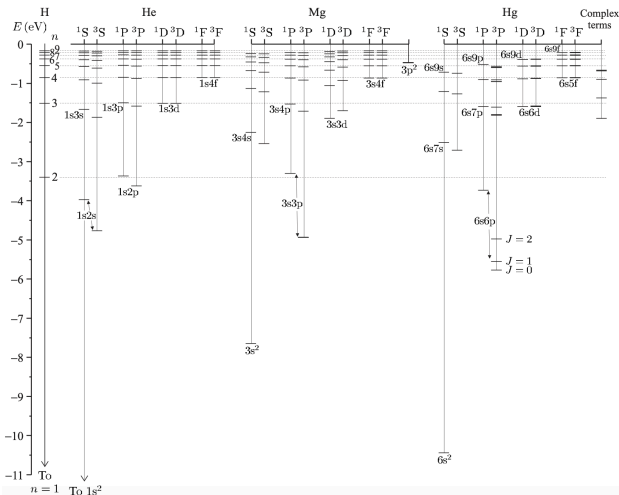 H He Mg Hg Complex terms
E (eV) n ¹S ³S ¹P ³P ¹D ³D ¹F ³F ¹S ³S ¹P ³P ¹D ³D ¹F ³F ¹S ³S ¹P ³P ¹D ³D ¹F ³F
0
8 9
6 7
5
4
3
2
−1
−2
−3
−4
−5
−6
−7
−8
−9
−10
−11
1s3s
1s3p
1s3d
1s4f
1s2s
1s2p
3s4s
3s4p
3s3d
3s4f
3p²
3s3p
3s²
6s9s
6s9p
6s9d
6s9f
6s7p
6s6d
6s5f
6s7s
6s6p
J = 2
J = 1
J = 0
6s²
To
n = 1
To 1s²